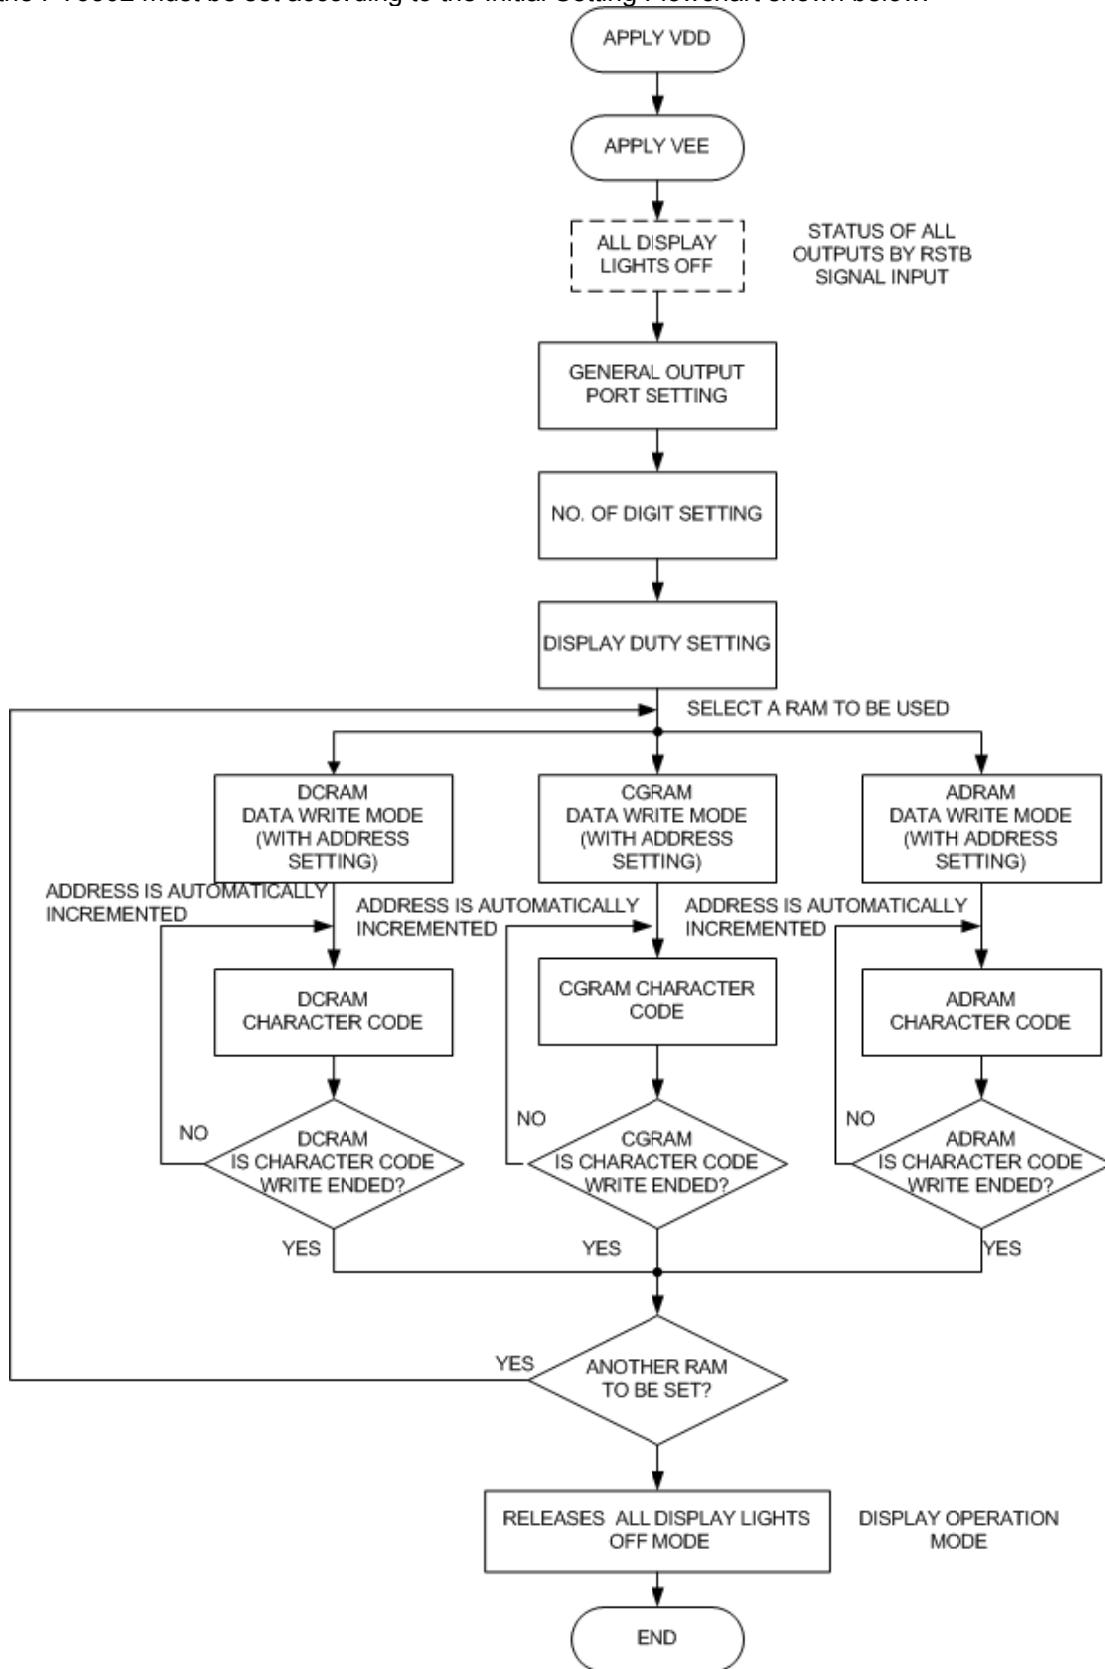 must be set according to the Initial Setting Flowchart shown below.
APPLY VDD
APPLY VEE
ALL DISPLAY
LIGHTS OFF
STATUS OF ALL
OUTPUTS BY RSTB
SIGNAL INPUT
GENERAL OUTPUT
PORT SETTING
NO. OF DIGIT SETTING
DISPLAY DUTY SETTING
SELECT A RAM TO BE USED
DCRAM
DATA WRITE MODE
(WITH ADDRESS
SETTING)
CGRAM
DATA WRITE MODE
(WITH ADDRESS
SETTING)
ADRAM
DATA WRITE MODE
(WITH ADDRESS
SETTING)
ADDRESS IS AUTOMATICALLY
INCREMENTED
ADDRESS IS AUTOMATICALLY
INCREMENTED
ADDRESS IS AUTOMATICALLY
INCREMENTED
DCRAM
CHARACTER CODE
CGRAM CHARACTER
CODE
ADRAM
CHARACTER CODE
NO
DCRAM
IS CHARACTER CODE
WRITE ENDED?
NO
CGRAM
IS CHARACTER CODE
WRITE ENDED?
NO
ADRAM
IS CHARACTER CODE
WRITE ENDED?
YES
YES
YES
YES
ANOTHER RAM
TO BE SET?
RELEASES ALL DISPLAY LIGHTS
OFF MODE
DISPLAY OPERATION
MODE
END